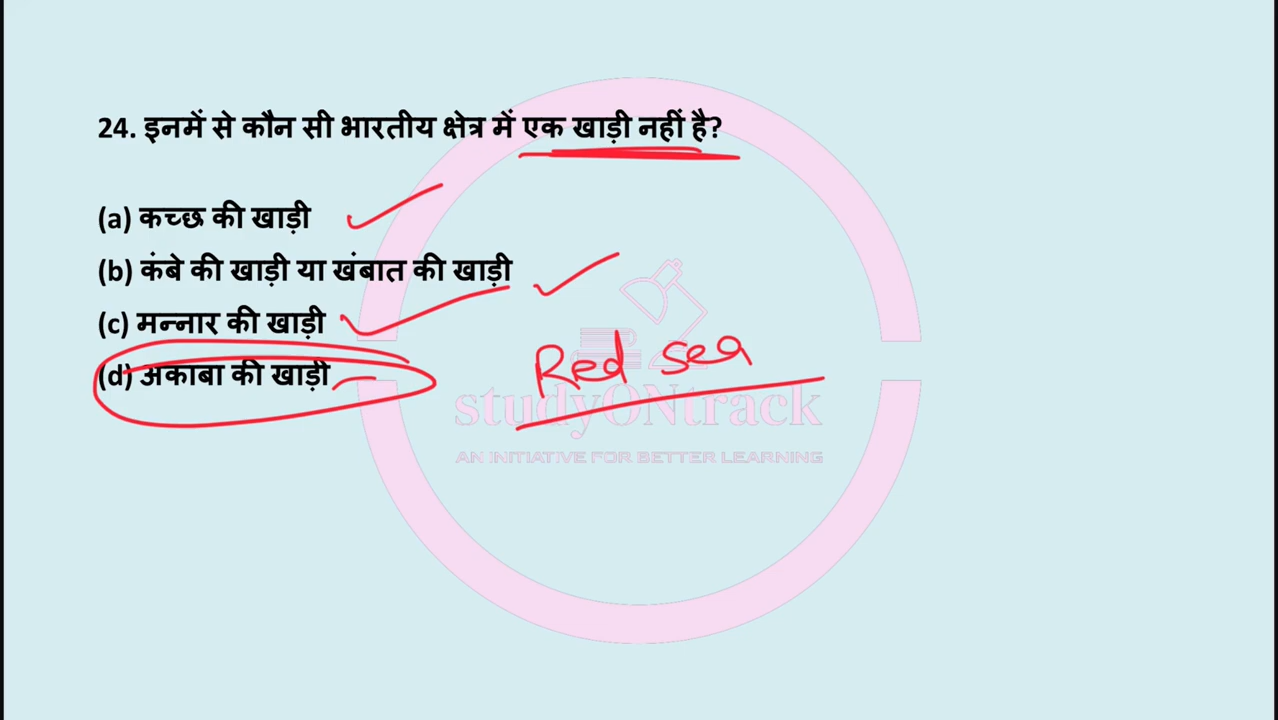 24. इनमें से कौन सी भारतीय क्षेत्र में एक खाड़ी नहीं है?
(a) कच्छ की खाड़ी
(b) कंबे की खाड़ी या खंबात की खाड़ी
(c) मन्नार की खाड़ी
(d) अकाबा की खाड़ी
Red sea
studyONtrack
AN INITIATIVE FOR BETTER LEARNING